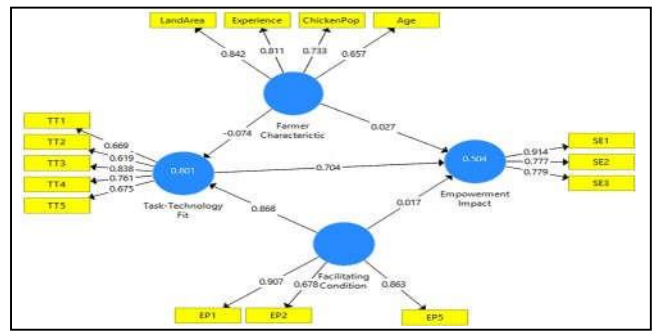 LandArea
Experience
ChickenPop
Age
0.842
0.811
0.733
0.657
Farmer
Characterictic
-0.074
0.027
TT1
TT2
TT3
TT4
TT5
0.669
0.619
0.838
0.761
0.675
0.801
Task-Technology
Fit
0.704
0.504
Empowerment
Impact
0.914
0.777
0.779
SE1
SE2
SE3
0.868
0.017
Facilitating
Condition
0.907
0.678
0.863
EP1
EP2
EP5